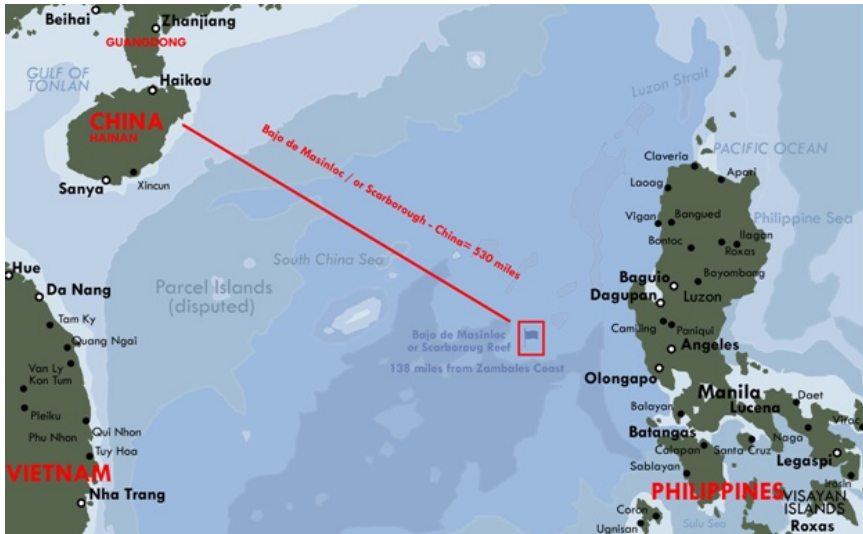 Beihai
Zhanjiang
GUANGDONG
GULF OF
TONLAN
Haikou
CHINA
HAINAN
Sanya
Xincun
Bajo de Masinloc / or Scarborough - China= 530 miles
Luzon Strait
PACIFIC OCEAN
Claveria
Apari
Laoag
Philippine Sea
Vigan
Bangued
Bontoc
Ilagan
Roxas
Baguio
Bayombong
Dagupan
Luzon
CamIing
Paniqui
Angeles
Olongapo
South China Sea
Parcel Islands
(disputed)
Bajo de Masinloc
or Scarboroug Reef
138 miles from Zambales Coast
Hue
Da Nang
Tam Ky
Quang Ngai
Van Ly
Kon Tum
Pleiku
Phu Nhon
Qui Nhon
Tuy Hoa
VIETNAM
Nha Trang
Manila
Daet
Lucena
Balayan
Virac
Batangas
Naga
Calapan
Santa Cruz
Legaspi
Sablayan
Irosin
PHILIPPINES
VISAYAN
ISLANDS
Coron
Sulu Sea
Roxas
Ugnisan